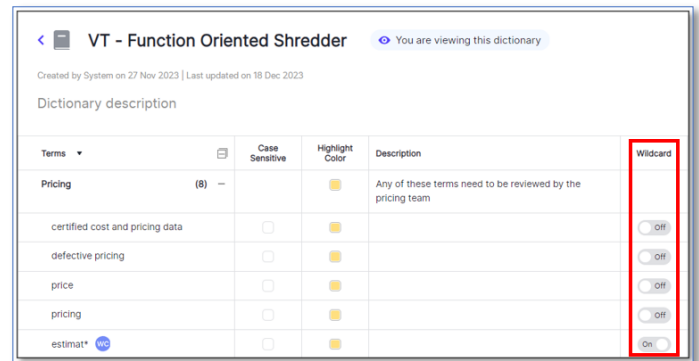 VT - Function Oriented Shredder
You are viewing this dictionary
Created by System on 27 Nov 2023 | Last updated on 18 Dec 2023
Dictionary description
Terms
Case Sensitive
Highlight Color
Description
Wildcard
Pricing (8)
Any of these terms need to be reviewed by the
pricing team
certified cost and pricing data
Off
defective pricing
Off
price
Off
pricing
Off
estimat* WC
On